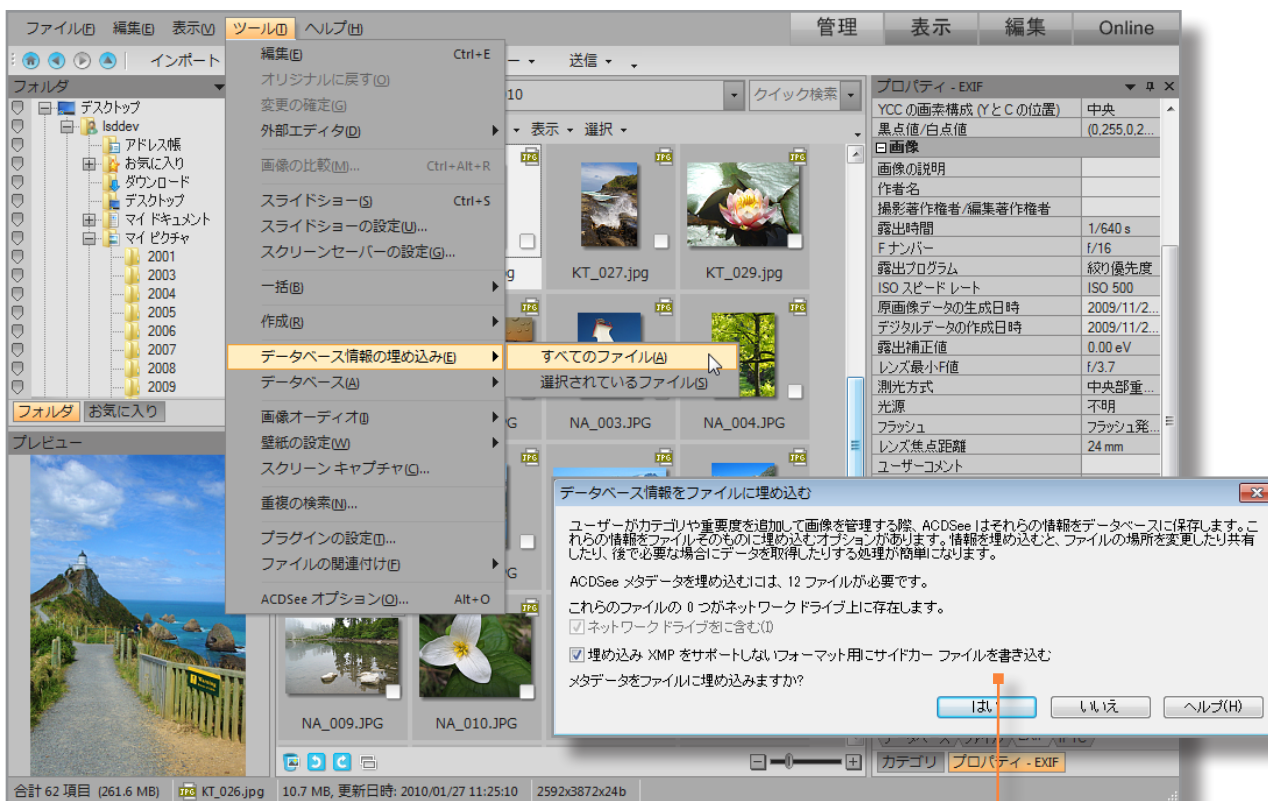 ファイル(F) 編集(E) 表示(V) ツール(T) ヘルプ(H)
管理 表示 編集 Online
インポート
送信
フォルダ
デスクトップ
lsddev
アドレス帳
お気に入り
ダウンロード
デスクトップ
マイ ドキュメント
マイ ピクチャ
2001
2003
2004
2005
2006
2007
2008
2009
フォルダ お気に入り
プレビュー
編集(E) Ctrl+E
オリジナルに戻す(O)
変更の確定(G)
外部エディタ(D)
画像の比較(M)... Ctrl+Alt+R
スライドショー(S) Ctrl+S
スライドショーの設定(U)...
スクリーンセーバーの設定(G)...
一括(B)
作成(R)
データベース情報の埋め込み(E)
データベース(A)
画像オーディオ(I)
壁紙の設定(W)
スクリーン キャプチャ(C)...
重複の検索(N)...
プラグインの設定(T)...
ファイルの関連付け(F)
ACDSee オプション(O)... Alt+O
すべてのファイル(A)
選択されているファイル(S)
10
クイック検索
表示 選択
KT_027.jpg
KT_029.jpg
NA_003.JPG
NA_004.JPG
NA_009.JPG
NA_010.JPG
プロパティ - EXIF
YCC の画素構成 (Y と C の位置) 中央
黒点値/白点値 (0,255,0,2...
画像
画像の説明
作者名
撮影著作権者/編集著作権者
露出時間 1/640 s
F ナンバー f/16
露出プログラム 絞り優先度
ISO スピード レート ISO 500
原画像データの生成日時 2009/11/2...
デジタルデータの作成日時 2009/11/2...
露出補正値 0.00 eV
レンズ最小F値 f/3.7
測光方式 中央部重...
光源 不明
フラッシュ フラッシュ発...
レンズ焦点距離 24 mm
ユーザーコメント
データベース情報をファイルに埋め込む
ユーザーがカテゴリや重要度を追加して画像を管理する際、ACDSee はそれらの情報をデータベースに保存します。こ
れらの情報をファイルそのものに埋め込むオプションがあります。情報を埋め込むと、ファイルの場所を変更したり共有
したり、後で必要な場合にデータを取得したりする処理が簡単になります。
ACDSee メタデータを埋め込むには、12 ファイルが必要です。
これらのファイルの 0 つがネットワークドライブ上に存在します。
ネットワークドライブをに含む(I)
埋め込み XMP をサポートしないフォーマット用にサイドカー ファイルを書き込む
メタデータをファイルに埋め込みますか?
はい いいえ ヘルプ(H)
カテゴリ プロパティ - EXIF
合計 62 項目 (261.6 MB) JPG KT_026.jpg 10.7 MB, 更新日時: 2010/01/27 11:25:10 2592x3872x24b